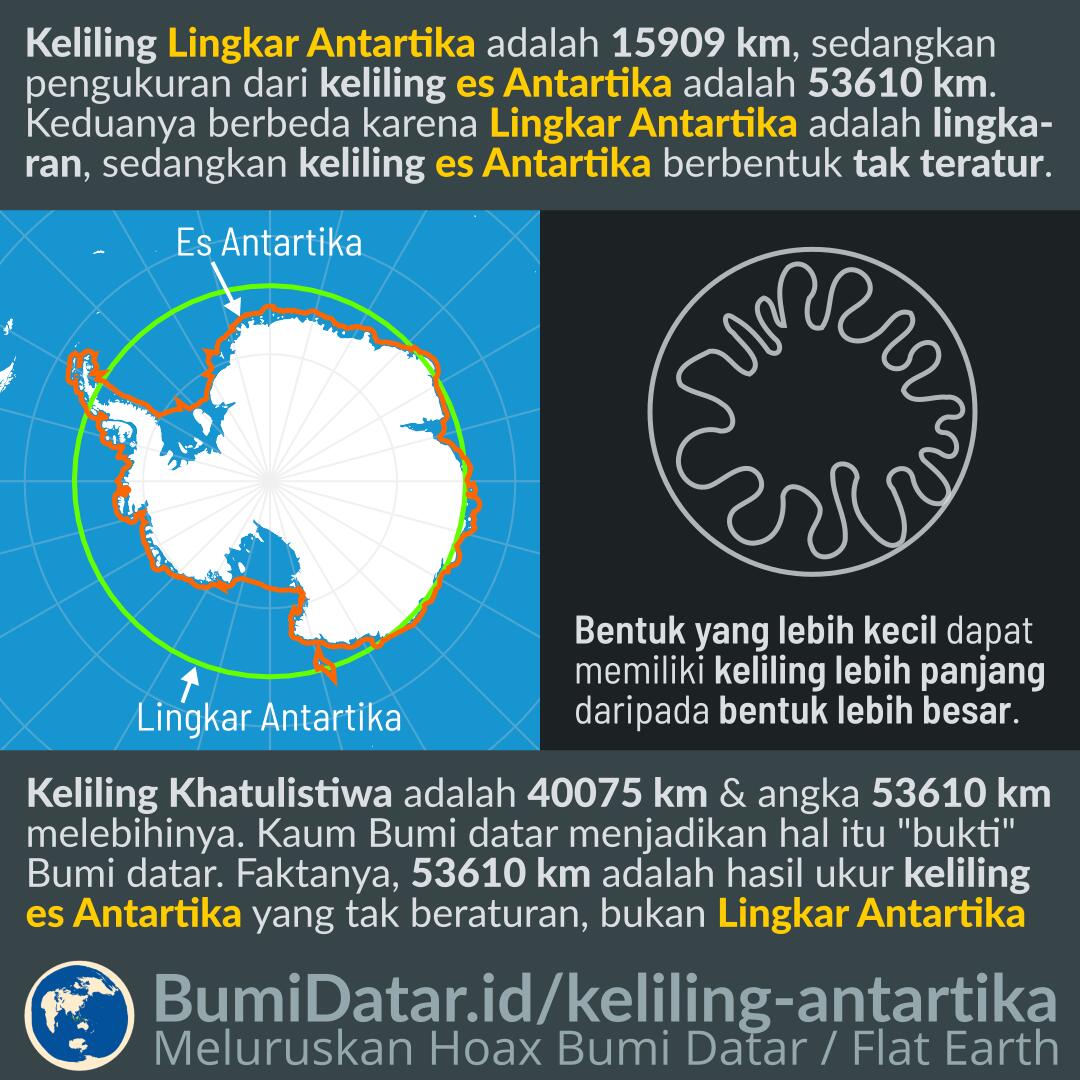 Keliling Lingkar Antartika adalah 15909 km, sedangkan
pengukuran dari keliling es Antartika adalah 53610 km.
Keduanya berbeda karena Lingkar Antartika adalah lingka-
ran, sedangkan keliling es Antartika berbentuk tak teratur.
Es Antartika
Lingkar Antartika
Bentuk yang lebih kecil dapat
memiliki keliling lebih panjang
daripada bentuk lebih besar.
Keliling Khatulistiwa adalah 40075 km & angka 53610 km
melebihinya. Kaum Bumi datar menjadikan hal itu "bukti"
Bumi datar. Faktanya, 53610 km adalah hasil ukur keliling
es Antartika yang tak beraturan, bukan Lingkar Antartika
BumiDatar.id/keliling-antartika
Meluruskan Hoax Bumi Datar / Flat Earth